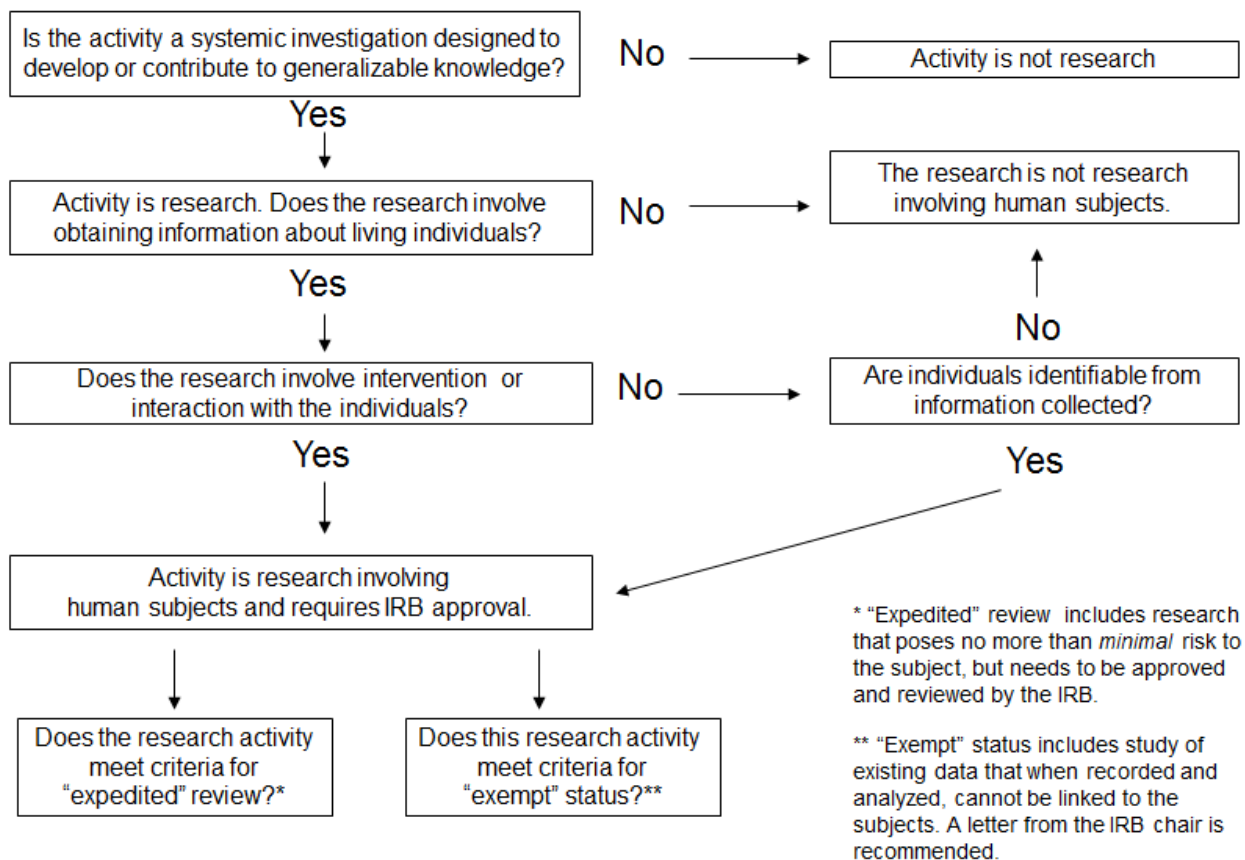 Is the activity a systemic investigation designed to
develop or contribute to generalizable knowledge?
No
Activity is not research
Yes
Activity is research. Does the research involve
obtaining information about living individuals?
No
The research is not research
involving human subjects.
Yes
No
Does the research involve intervention or
interaction with the individuals?
No
Are individuals identifiable from
information collected?
Yes
Yes
Activity is research involving
human subjects and requires IRB approval.
Does the research activity
meet criteria for
“expedited” review?*
Does this research activity
meet criteria for
“exempt” status?**
* “Expedited” review includes research
that poses no more than minimal risk to
the subject, but needs to be approved
and reviewed by the IRB.
** “Exempt” status includes study of
existing data that when recorded and
analyzed, cannot be linked to the
subjects. A letter from the IRB chair is
recommended.